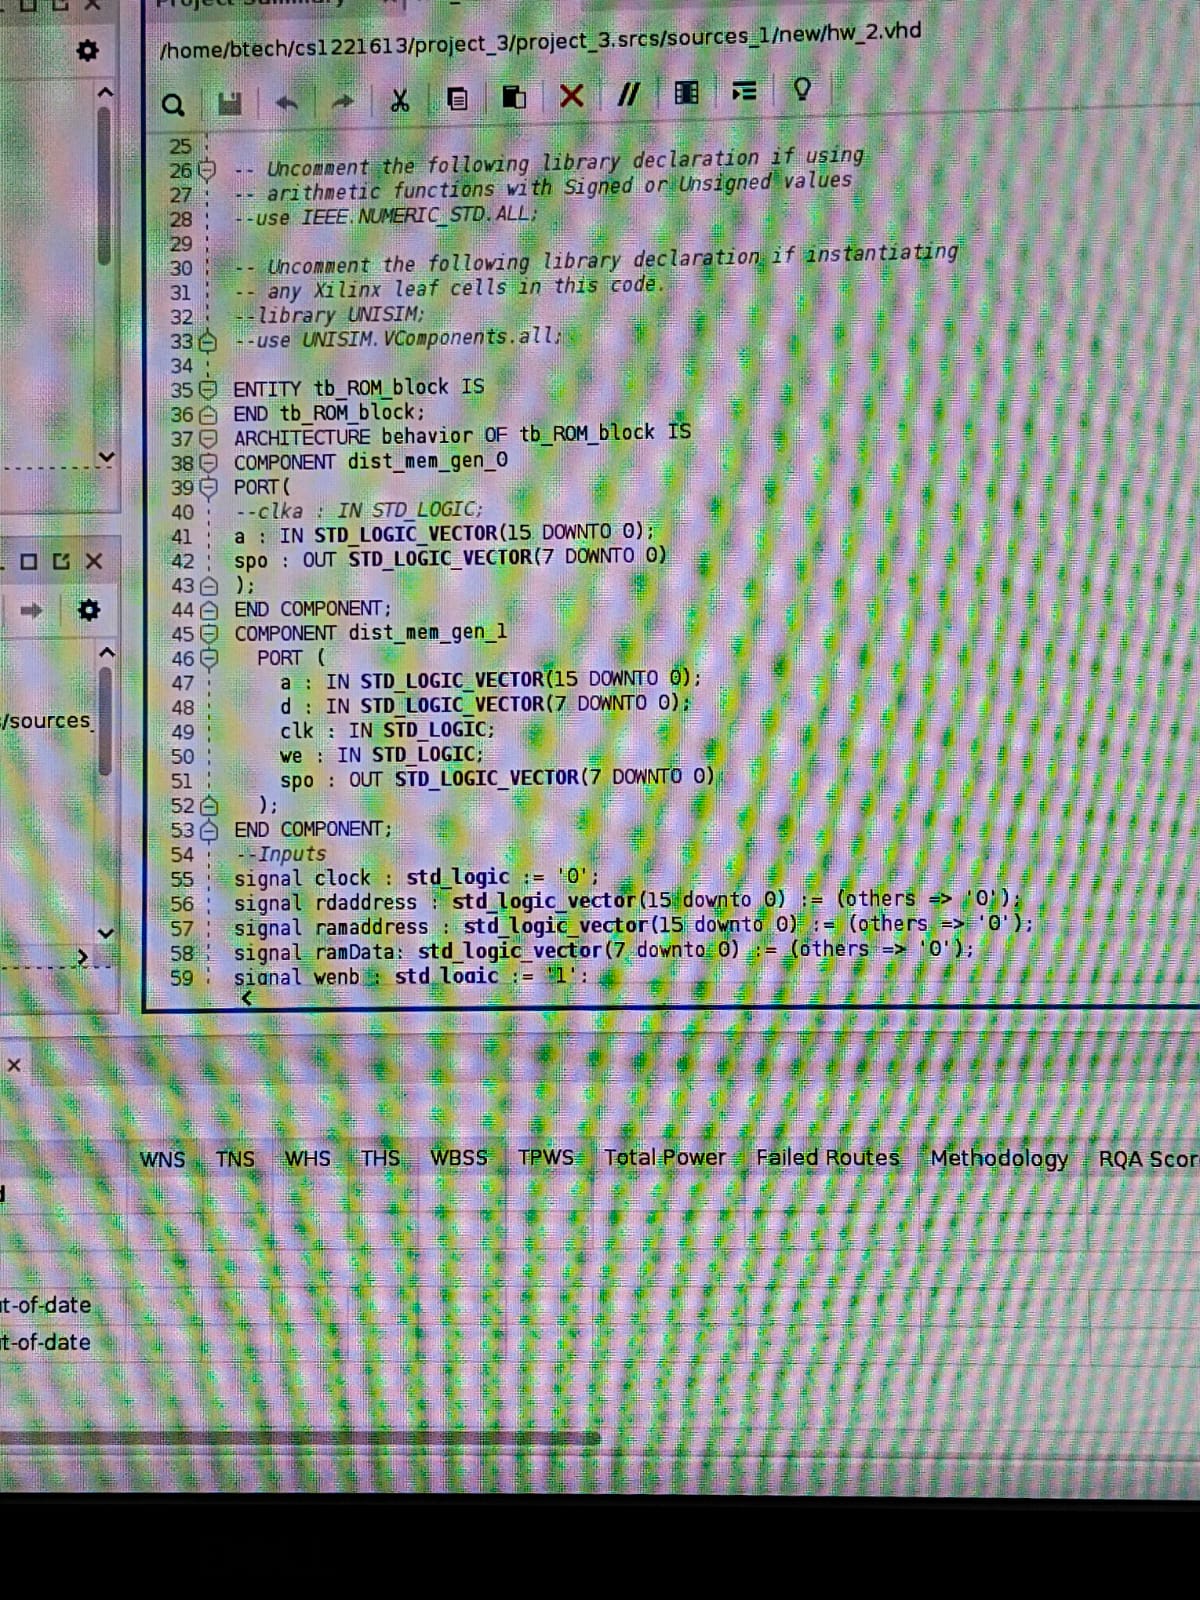 /home/btech/cs1221613/project_3/project_3.srcs/sources_1/new/hw_2.vhd
25
26 -- Uncomment the following library declaration if using
27 -- arithmetic functions with Signed or Unsigned values
28 --use IEEE.NUMERIC_STD.ALL;
29
30 -- Uncomment the following library declaration if instantiating
31 -- any Xilinx leaf cells in this code.
32 --library UNISIM;
33 --use UNISIM.VComponents.all;
34
35 ENTITY tb_ROM_block IS
36 END tb_ROM_block;
37 ARCHITECTURE behavior OF tb_ROM_block IS
38 COMPONENT dist_mem_gen_0
39 PORT(
40 --clka : IN STD_LOGIC;
41 a : IN STD_LOGIC_VECTOR(15 DOWNTO 0);
42 spo : OUT STD_LOGIC_VECTOR(7 DOWNTO 0)
43 );
44 END COMPONENT;
45 COMPONENT dist_mem_gen_1
46 PORT (
47 a : IN STD_LOGIC_VECTOR(15 DOWNTO 0);
48 d : IN STD_LOGIC_VECTOR(7 DOWNTO 0);
49 clk : IN STD_LOGIC;
50 we : IN STD_LOGIC;
51 spo : OUT STD_LOGIC_VECTOR(7 DOWNTO 0)
52 );
53 END COMPONENT;
54 --Inputs
55 signal clock : std_logic := '0';
56 signal rdaddress : std_logic_vector(15 downto 0) := (others => '0');
57 signal ramaddress : std_logic_vector(15 downto 0) := (others => '0');
58 signal ramData: std_logic_vector(7 downto 0) := (others => '0');
59 signal wenb : std_logic := '1';
/sources_
WNS TNS WHS THS WBSS TPWS Total Power Failed Routes Methodology RQA Scor
t-of-date
t-of-date